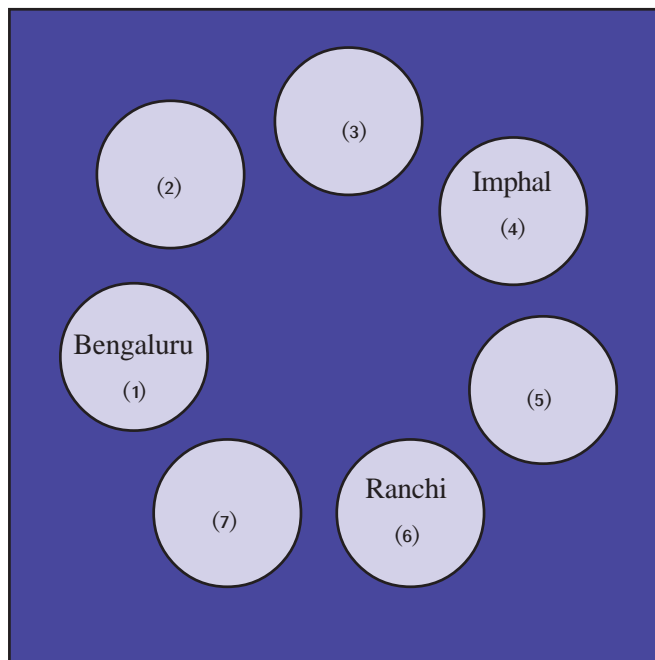 (3)
(2)
Imphal
(4)
Bengaluru
(1)
(5)
Ranchi
(6)
(7)